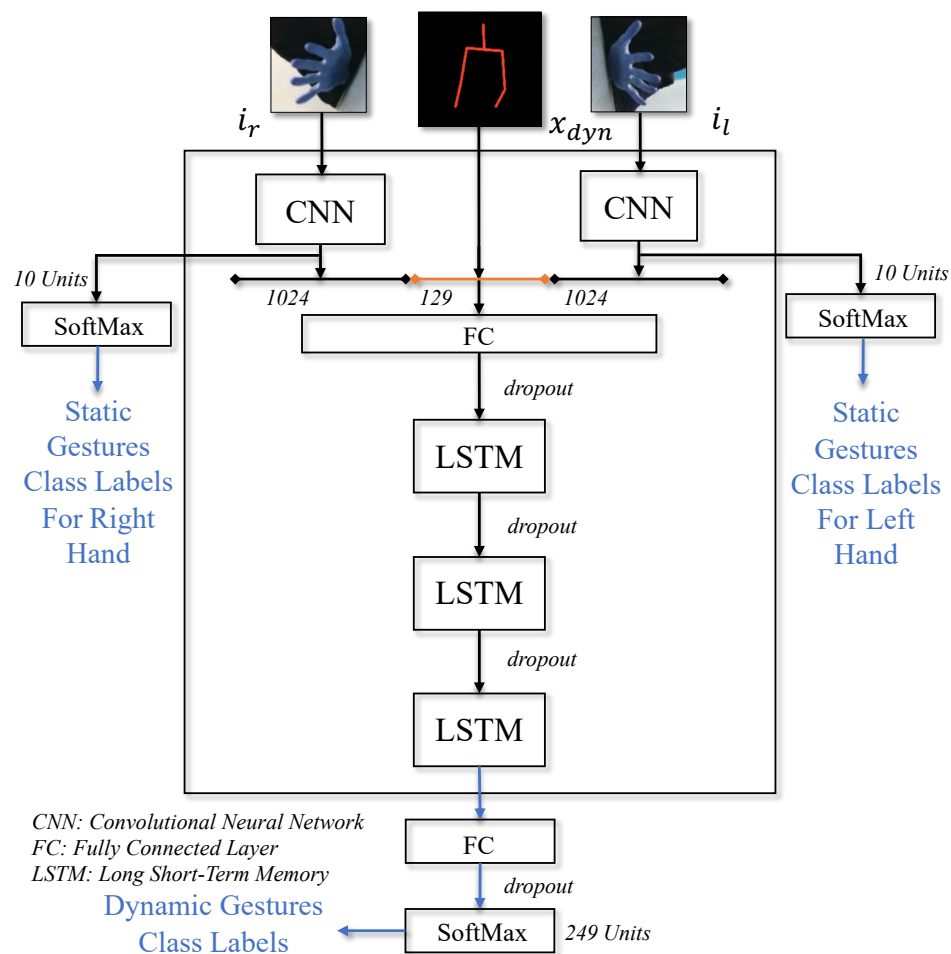 i_r
x_dyn
i_l
CNN
CNN
10 Units
10 Units
1024
129
1024
SoftMax
SoftMax
FC
dropout
Static
Gestures
Class Labels
For Right
Hand
Static
Gestures
Class Labels
For Left
Hand
LSTM
dropout
LSTM
dropout
LSTM
CNN: Convolutional Neural Network
FC: Fully Connected Layer
LSTM: Long Short-Term Memory
FC
dropout
Dynamic Gestures
Class Labels
SoftMax
249 Units